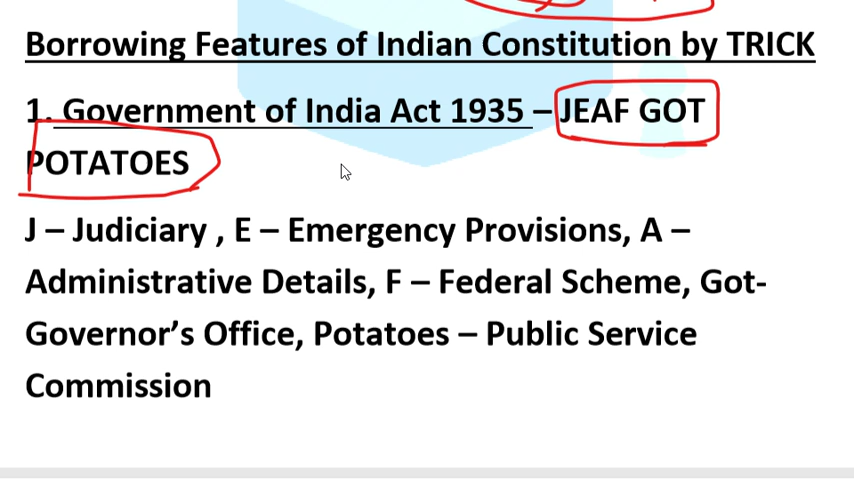 Borrowing Features of Indian Constitution by TRICK
1. Government of India Act 1935 – JEAF GOT
POTATOES
J – Judiciary , E – Emergency Provisions, A –
Administrative Details, F – Federal Scheme, Got-
Governor’s Office, Potatoes – Public Service
Commission